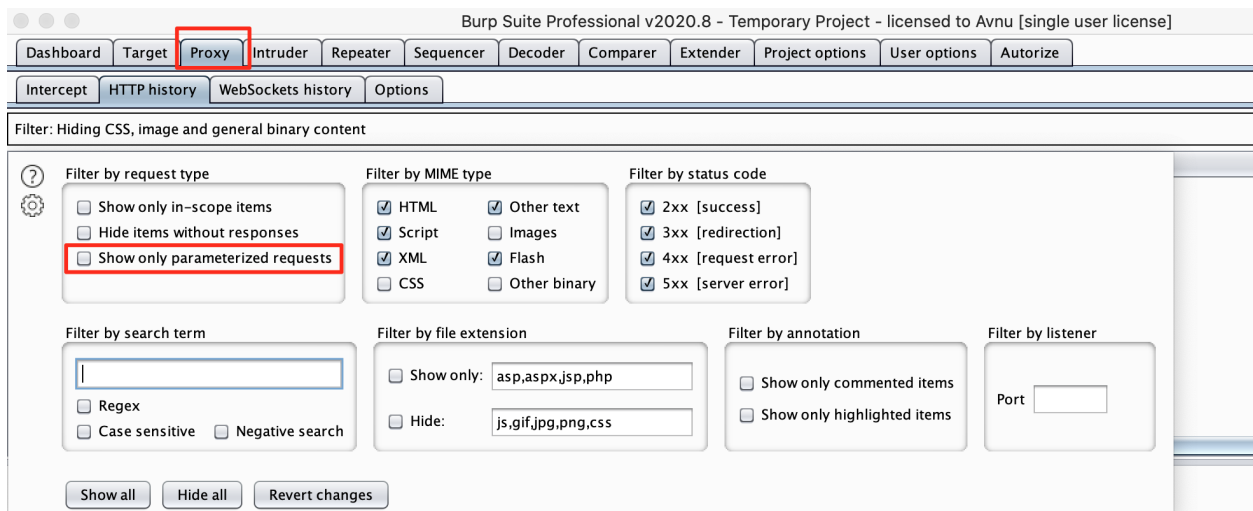 Burp Suite Professional v2020.8 - Temporary Project - licensed to Avnu [single user license]
Dashboard Target Proxy Intruder Repeater Sequencer Decoder Comparer Extender Project options User options Autorize
Intercept HTTP history WebSockets history Options
Filter: Hiding CSS, image and general binary content
?
Filter by request type
Show only in-scope items
Hide items without responses
Show only parameterized requests
Filter by MIME type
HTML Other text
Script Images
XML Flash
CSS Other binary
Filter by status code
2xx [success]
3xx [redirection]
4xx [request error]
5xx [server error]
Filter by search term
Regex
Case sensitive Negative search
Filter by file extension
Show only: asp,aspx,jsp,php
Hide: js,gif,jpg,png,css
Filter by annotation
Show only commented items
Show only highlighted items
Filter by listener
Port
Show all Hide all Revert changes